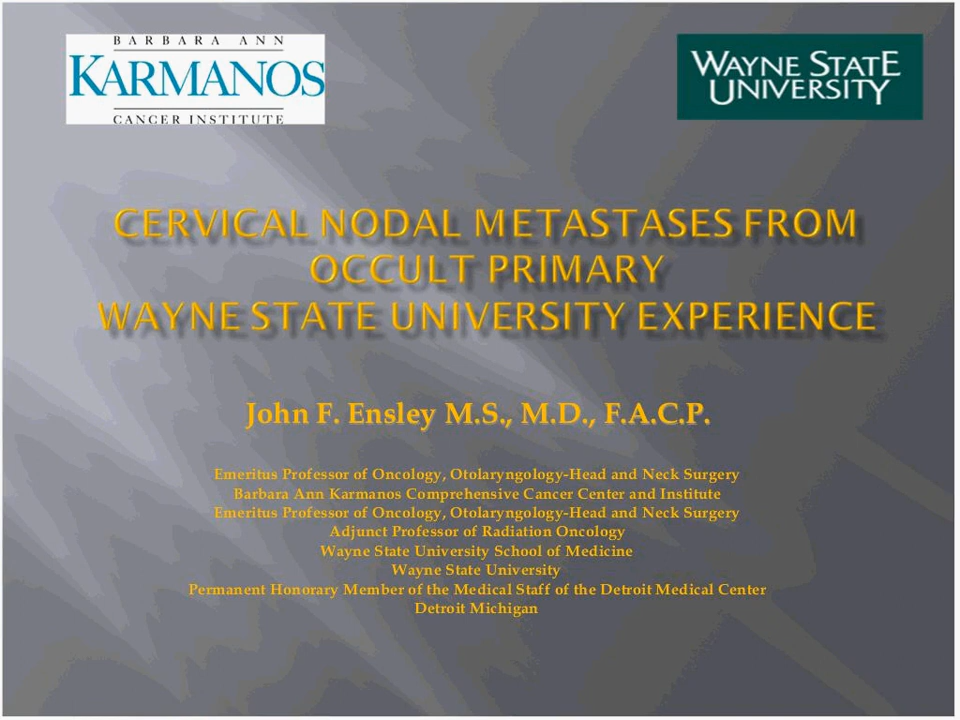 BARBARA ANN
KARMANOS
CANCER INSTITUTE
WAYNE STATE
UNIVERSITY
CERVICAL NODAL METASTASES FROM
OCCULT PRIMARY
WAYNE STATE UNIVERSITY EXPERIENCE
John F. Ensley M.S., M.D., F.A.C.P.
Emeritus Professor of Oncology, Otolaryngology-Head and Neck Surgery
Barbara Ann Karmanos Comprehensive Cancer Center and Institute
Emeritus Professor of Oncology, Otolaryngology-Head and Neck Surgery
Adjunct Professor of Radiation Oncology
Wayne State University School of Medicine
Wayne State University
Permanent Honorary Member of the Medical Staff of the Detroit Medical Center
Detroit Michigan